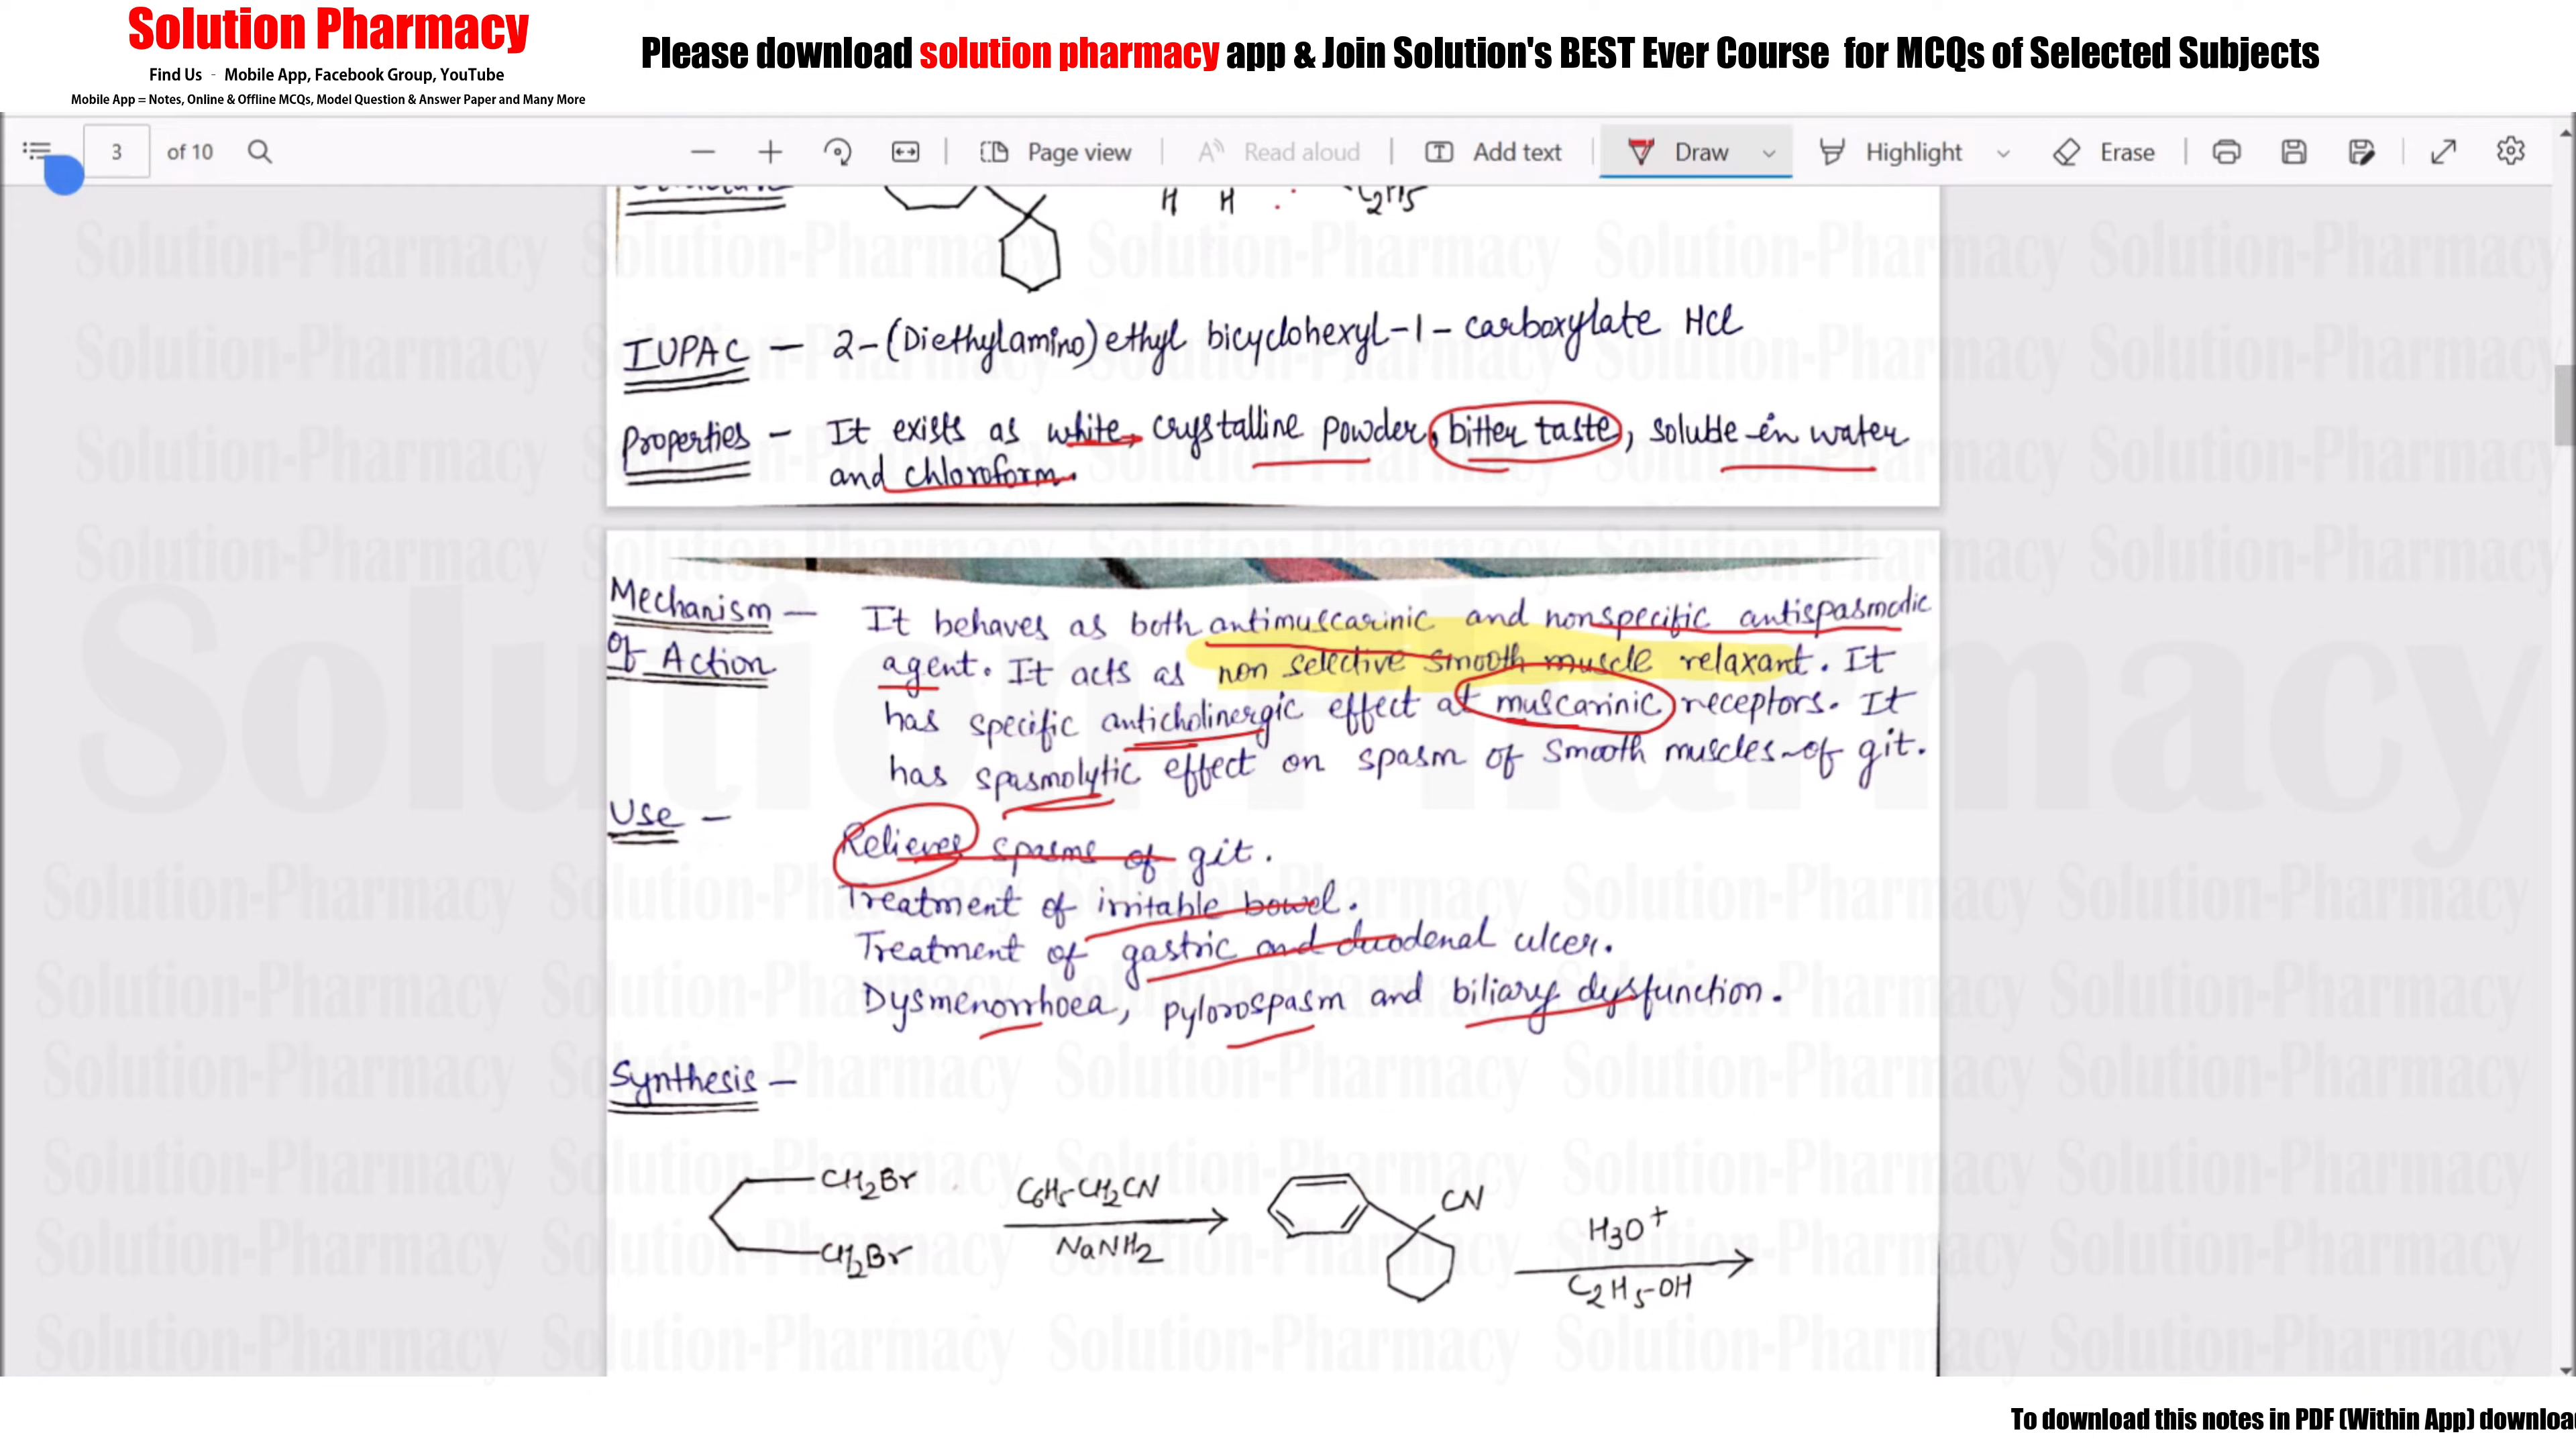 Solution Pharmacy
Find Us - Mobile App, Facebook Group, YouTube
Mobile App = Notes, Online & Offline MCQs, Model Question & Answer Paper and Many More
Please download solution pharmacy app & Join Solution's BEST Ever Course for MCQs of Selected Subjects
3 of 10 Page view Read aloud Add text Draw Highlight Erase
H H C2H5
IUPAC - 2-(Diethylamino)ethyl bicyclohexyl-1-carboxylate HCl
Properties - It exists as white, crystalline powder, bitter taste, soluble in water
and chloroform.
Mechanism - It behaves as both antimuscarinic and nonspecific antispasmodic
Of Action agent. It acts as non selective smooth muscle relaxant. It
has specific anticholinergic effect at muscarinic receptors. It
has spasmolytic effect on spasm of smooth muscles of git.
Use -
Relieves spasms of git.
Treatment of irritable bowel.
Treatment of gastric and duodenal ulcer.
Dysmenorrhoea, pylorospasm and biliary dysfunction.
Synthesis -
CH2Br C6H5-CH2CN CN H3O+
CH2Br NaNH2 C2H5-OH
Solution-Pharmacy
To download this notes in PDF (Within App) downloa